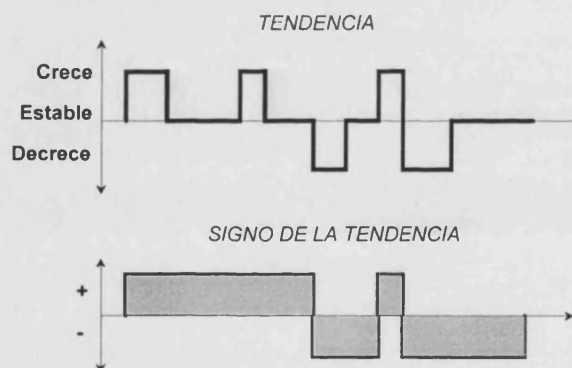 TENDENCIA
Crece
Estable
Decrece
SIGNO DE LA TENDENCIA
+
-